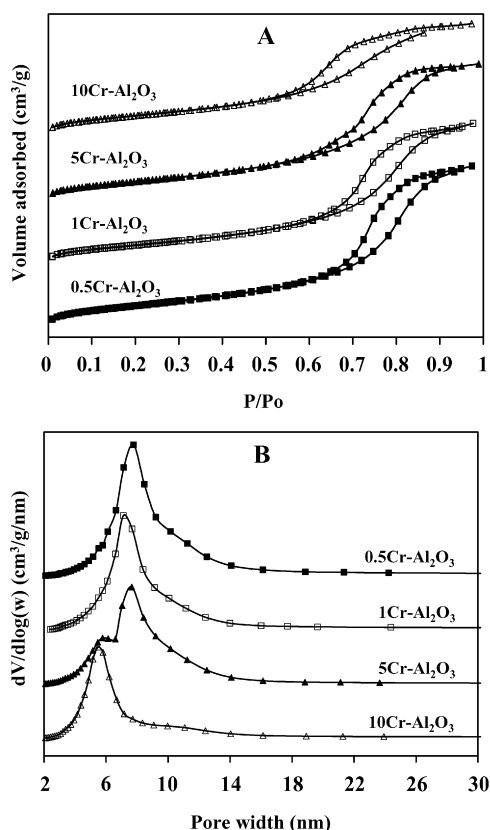 A
Volume adsorbed (cm³/g)
10Cr-Al₂O₃
5Cr-Al₂O₃
1Cr-Al₂O₃
0.5Cr-Al₂O₃
0 0.1 0.2 0.3 0.4 0.5 0.6 0.7 0.8 0.9 1
P/Po
B
dV/dlog(w) (cm³/g/nm)
0.5Cr-Al₂O₃
1Cr-Al₂O₃
5Cr-Al₂O₃
10Cr-Al₂O₃
2 6 10 14 18 22 26 30
Pore width (nm)